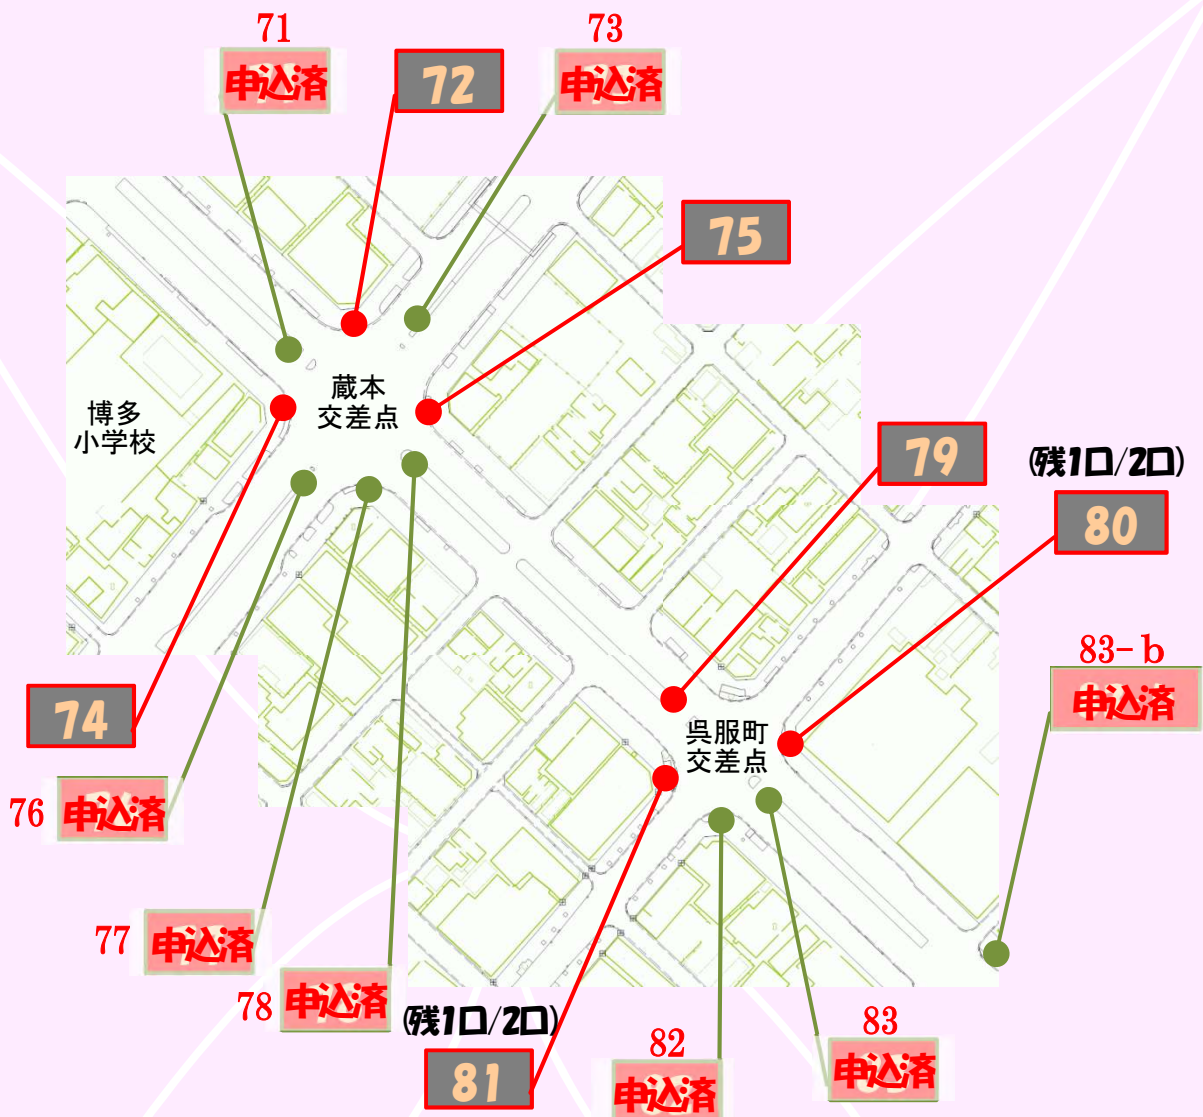 71
申込済
72
73
申込済
75
蔵本
交差点
博多
小学校
79
(残1口/2口)
80
83-b
申込済
74
呉服町
交差点
76
申込済
77
申込済
78
申込済
(残1口/2口)
81
82
申込済
83
申込済